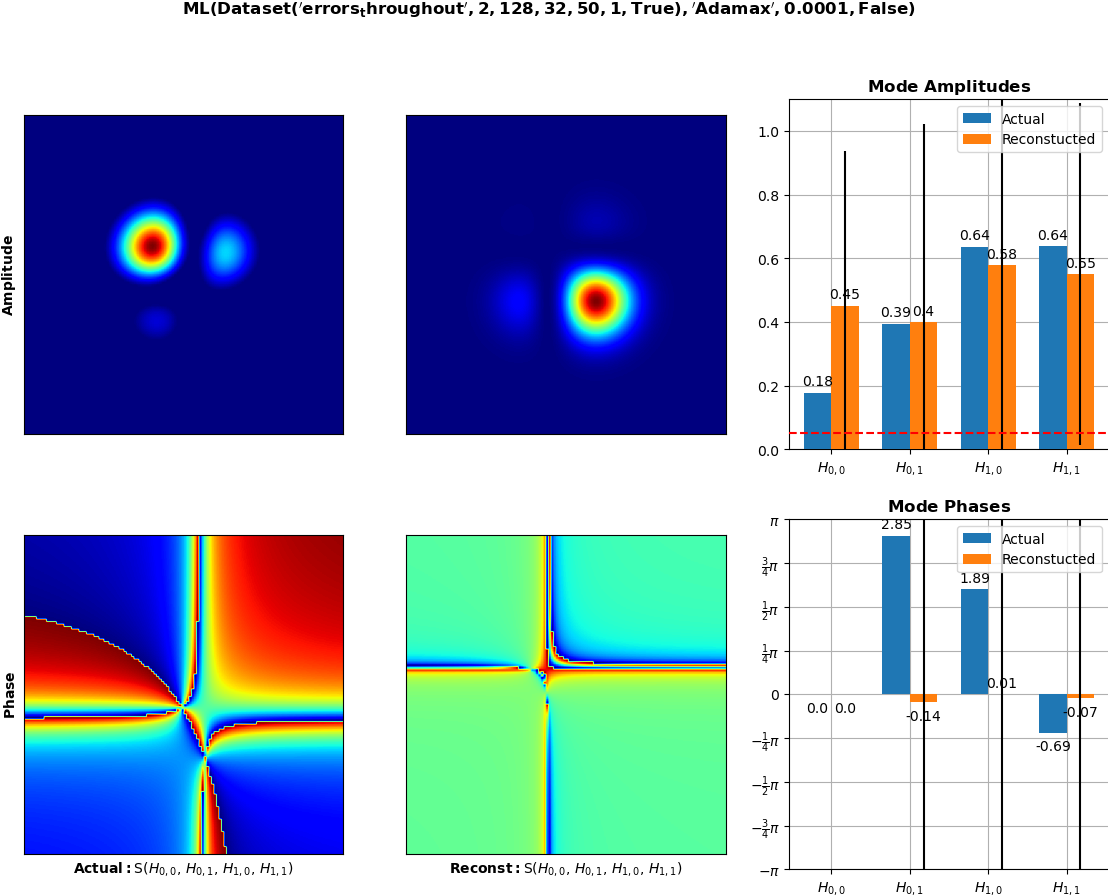 ML(Dataset('errors_throughout', 2, 128, 32, 50, 1, True), 'Adamax', 0.0001, False)
Amplitude
Mode Amplitudes
Actual
Reconstucted
1.0
0.8
0.6
0.4
0.2
0.0
0.18
0.45
0.39
0.4
0.64
0.58
0.64
0.55
H0,0
H0,1
H1,0
H1,1
Phase
Actual: S(H0,0, H0,1, H1,0, H1,1)
Reconst: S(H0,0, H0,1, H1,0, H1,1)
Mode Phases
Actual
Reconstucted
π
3/4π
1/2π
1/4π
0
−1/4π
−1/2π
−3/4π
−π
0.0
0.0
2.85
-0.14
1.89
0.01
-0.69
-0.07
H0,0
H0,1
H1,0
H1,1